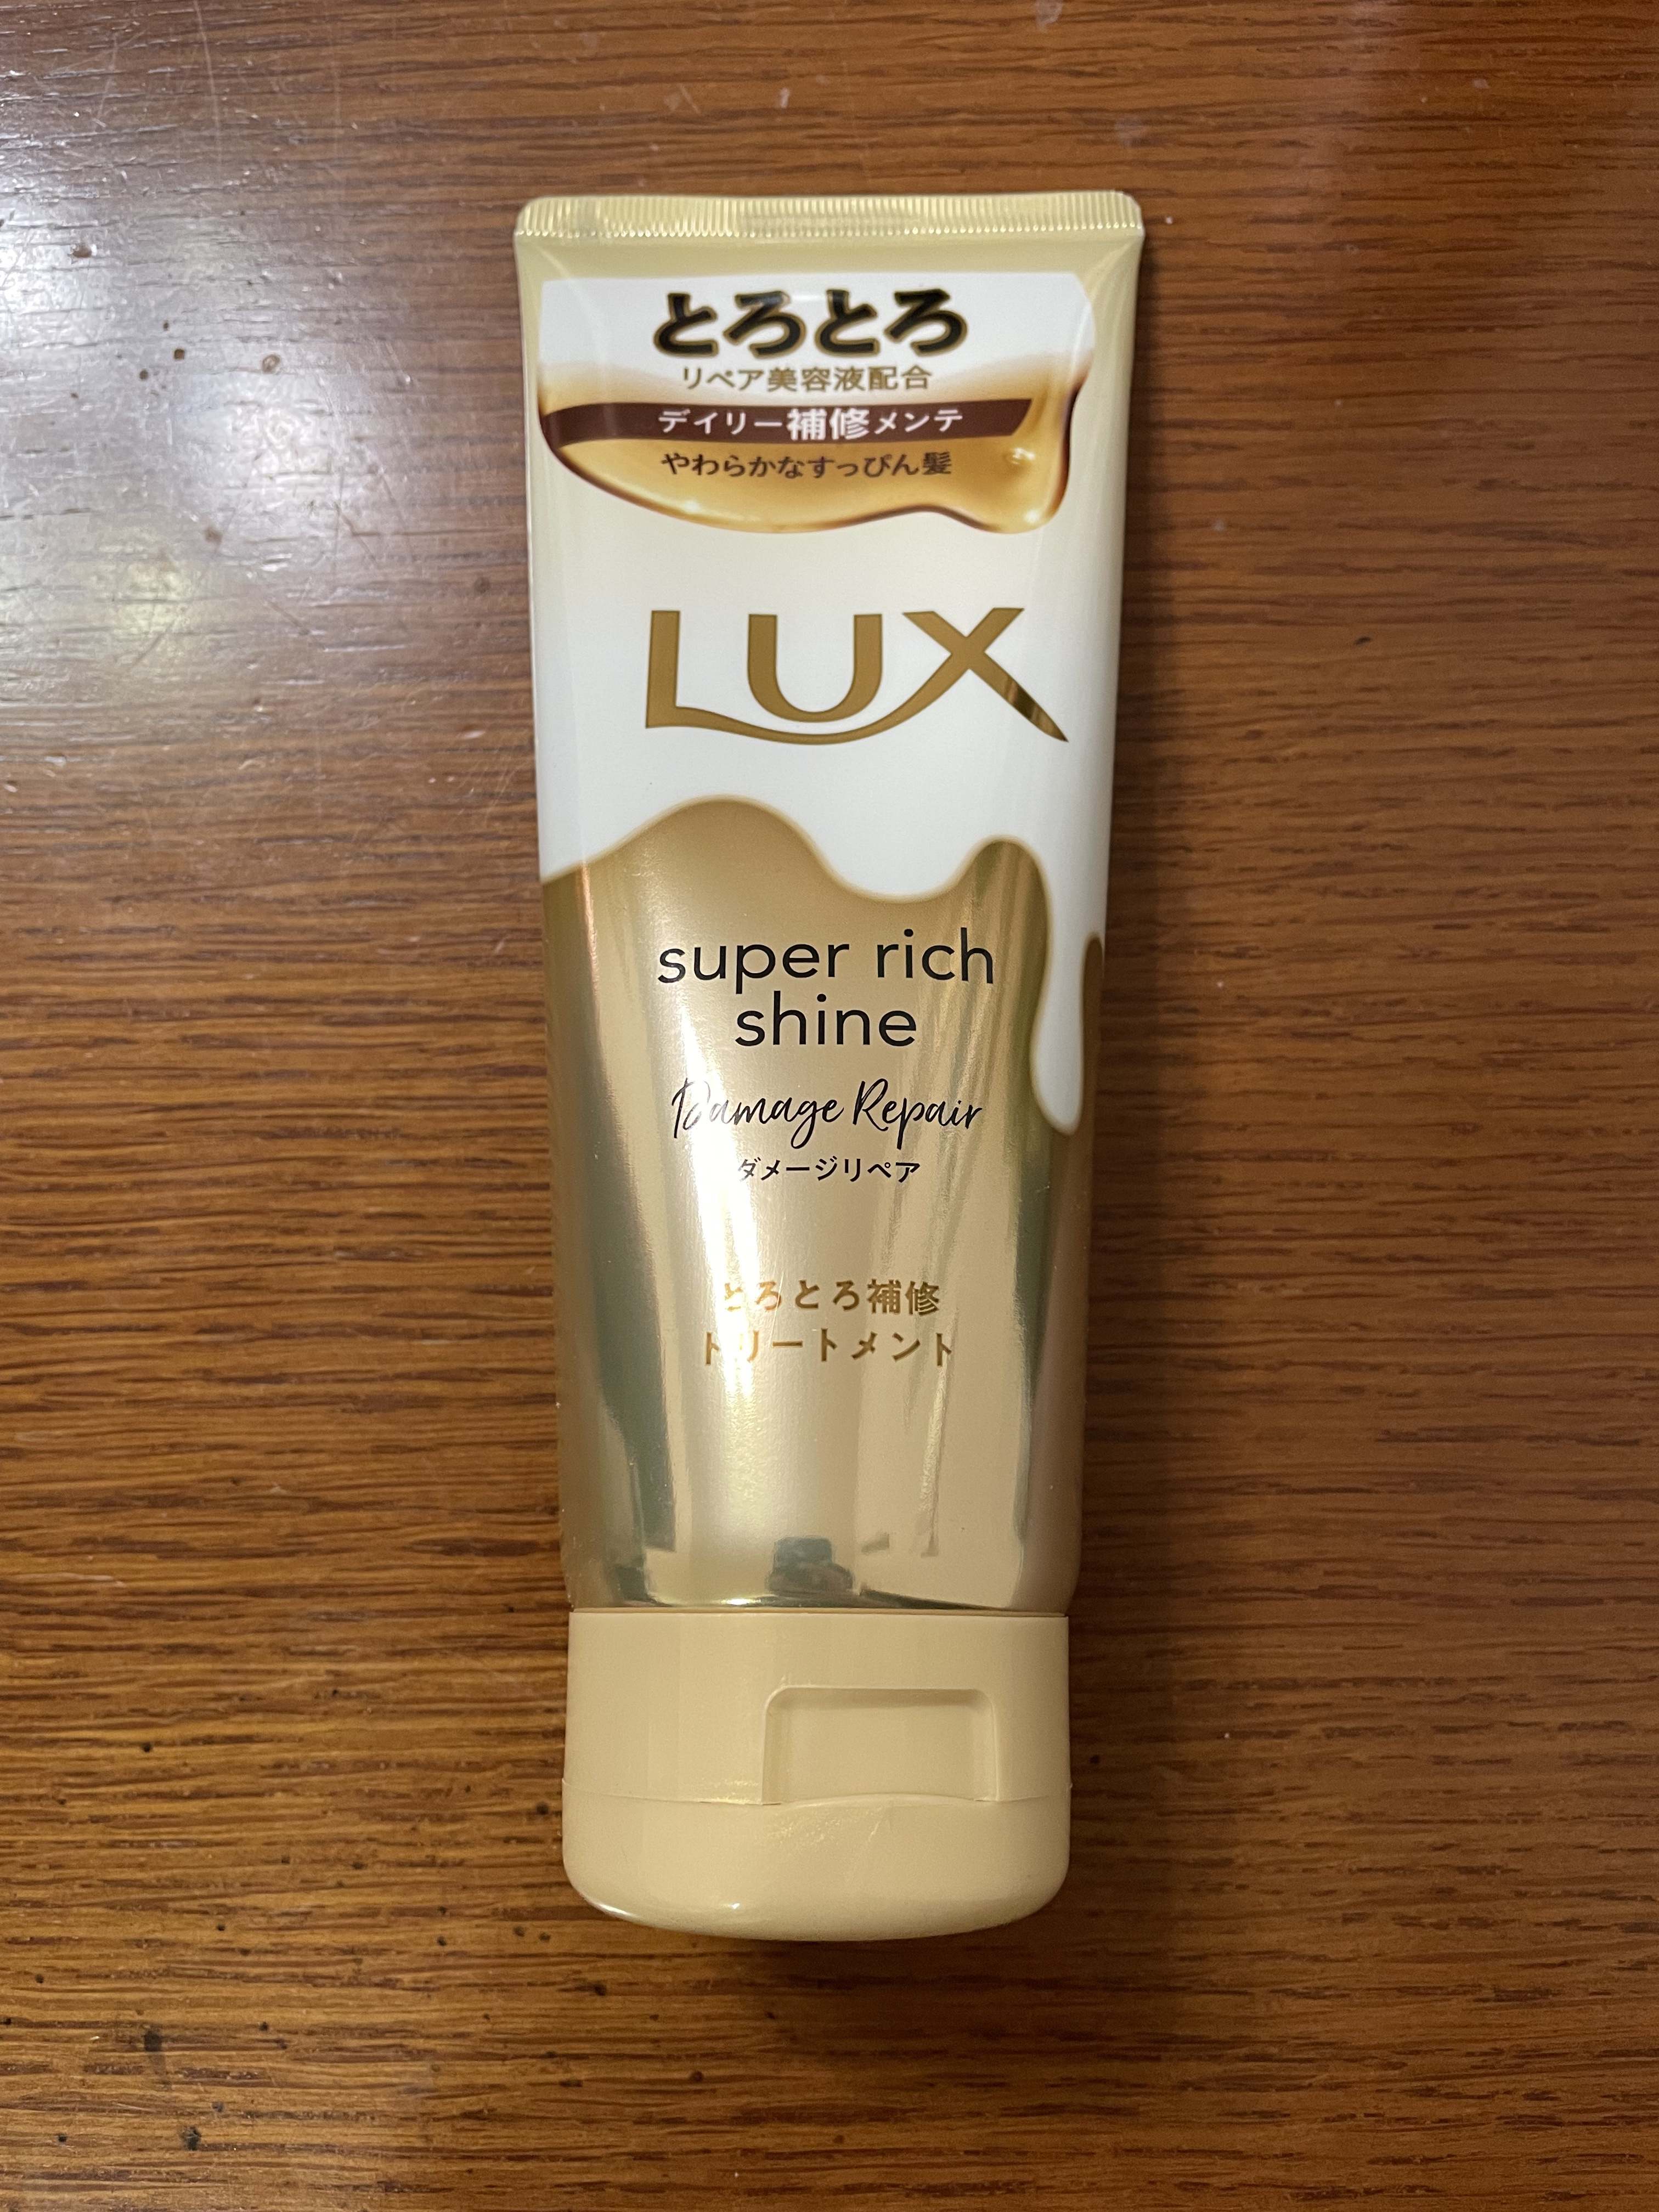 とろとろ
リペア美容液配合
デイリー補修メンテ
やわらかなすっぴん髪
LUX
super rich
shine
Damage Repair
ダメージリペア
とろとろ補修
トリートメント